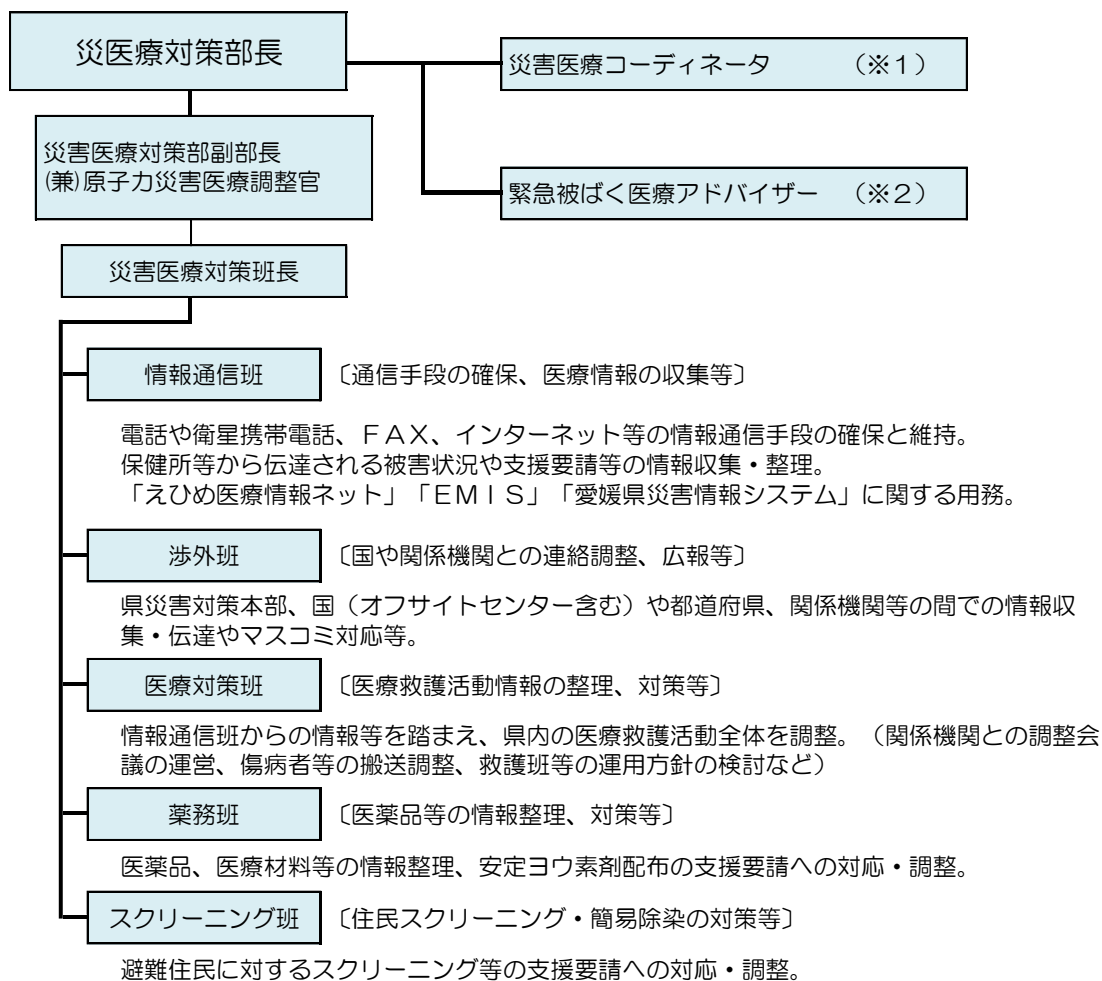 災医療対策部長
災害医療コーディネータ　　　（※１）
災害医療対策部副部長
(兼)原子力災害医療調整官
緊急被ばく医療アドバイザー　（※２）
災害医療対策班長
情報通信班　〔通信手段の確保、医療情報の収集等〕
電話や衛星携帯電話、ＦＡＸ、インターネット等の情報通信手段の確保と維持。
保健所等から伝達される被害状況や支援要請等の情報収集・整理。
「えひめ医療情報ネット」「ＥＭＩＳ」「愛媛県災害情報システム」に関する用務。
渉外班　〔国や関係機関との連絡調整、広報等〕
県災害対策本部、国（オフサイトセンター含む）や都道府県、関係機関等の間での情報収
集・伝達やマスコミ対応等。
医療対策班　〔医療救護活動情報の整理、対策等〕
情報通信班からの情報等を踏まえ、県内の医療救護活動全体を調整。（関係機関との調整会
議の運営、傷病者等の搬送調整、救護班等の運用方針の検討など）
薬務班　〔医薬品等の情報整理、対策等〕
医薬品、医療材料等の情報整理、安定ヨウ素剤配布の支援要請への対応・調整。
スクリーニング班　〔住民スクリーニング・簡易除染の対策等〕
避難住民に対するスクリーニング等の支援要請への対応・調整。